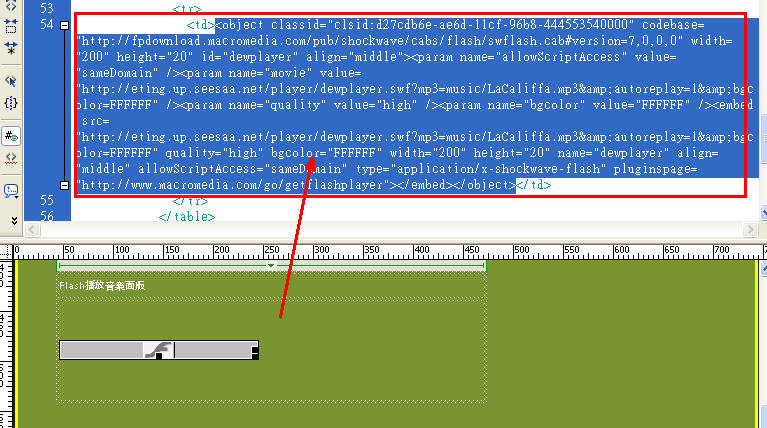 53 <tr>
54 <td><object classid="clsid:d27cdb6e-ae6d-11cf-96b8-444553540000" codebase=
"http://fpdownload.macromedia.com/pub/shockwave/cabs/flash/swflash.cab#version=7,0,0,0" width=
"200" height="20" id="dewplayer" align="middle"><param name="allowScriptAccess" value=
"sameDomain" /><param name="movie" value=
"http://eting.up.seesaa.net/player/dewplayer.swf?mp3=music/LaCaliffa.mp3&amp;autoreplay=1&amp;bgc
olor=FFFFFF" /><param name="quality" value="high" /><param name="bgcolor" value="FFFFFF" /><embed
src=
"http://eting.up.seesaa.net/player/dewplayer.swf?mp3=music/LaCaliffa.mp3&amp;autoreplay=1&amp;bgc
olor=FFFFFF" quality="high" bgcolor="FFFFFF" width="200" height="20" name="dewplayer" align=
"middle" allowScriptAccess="sameDomain" type="application/x-shockwave-flash" pluginspage=
"http://www.macromedia.com/go/getflashplayer"></embed></object></td>
55 </tr>
56 </table>
0 50 100 150 200 250 300 350 400 450 500 550 600 650 700
Flash播放音樂面版